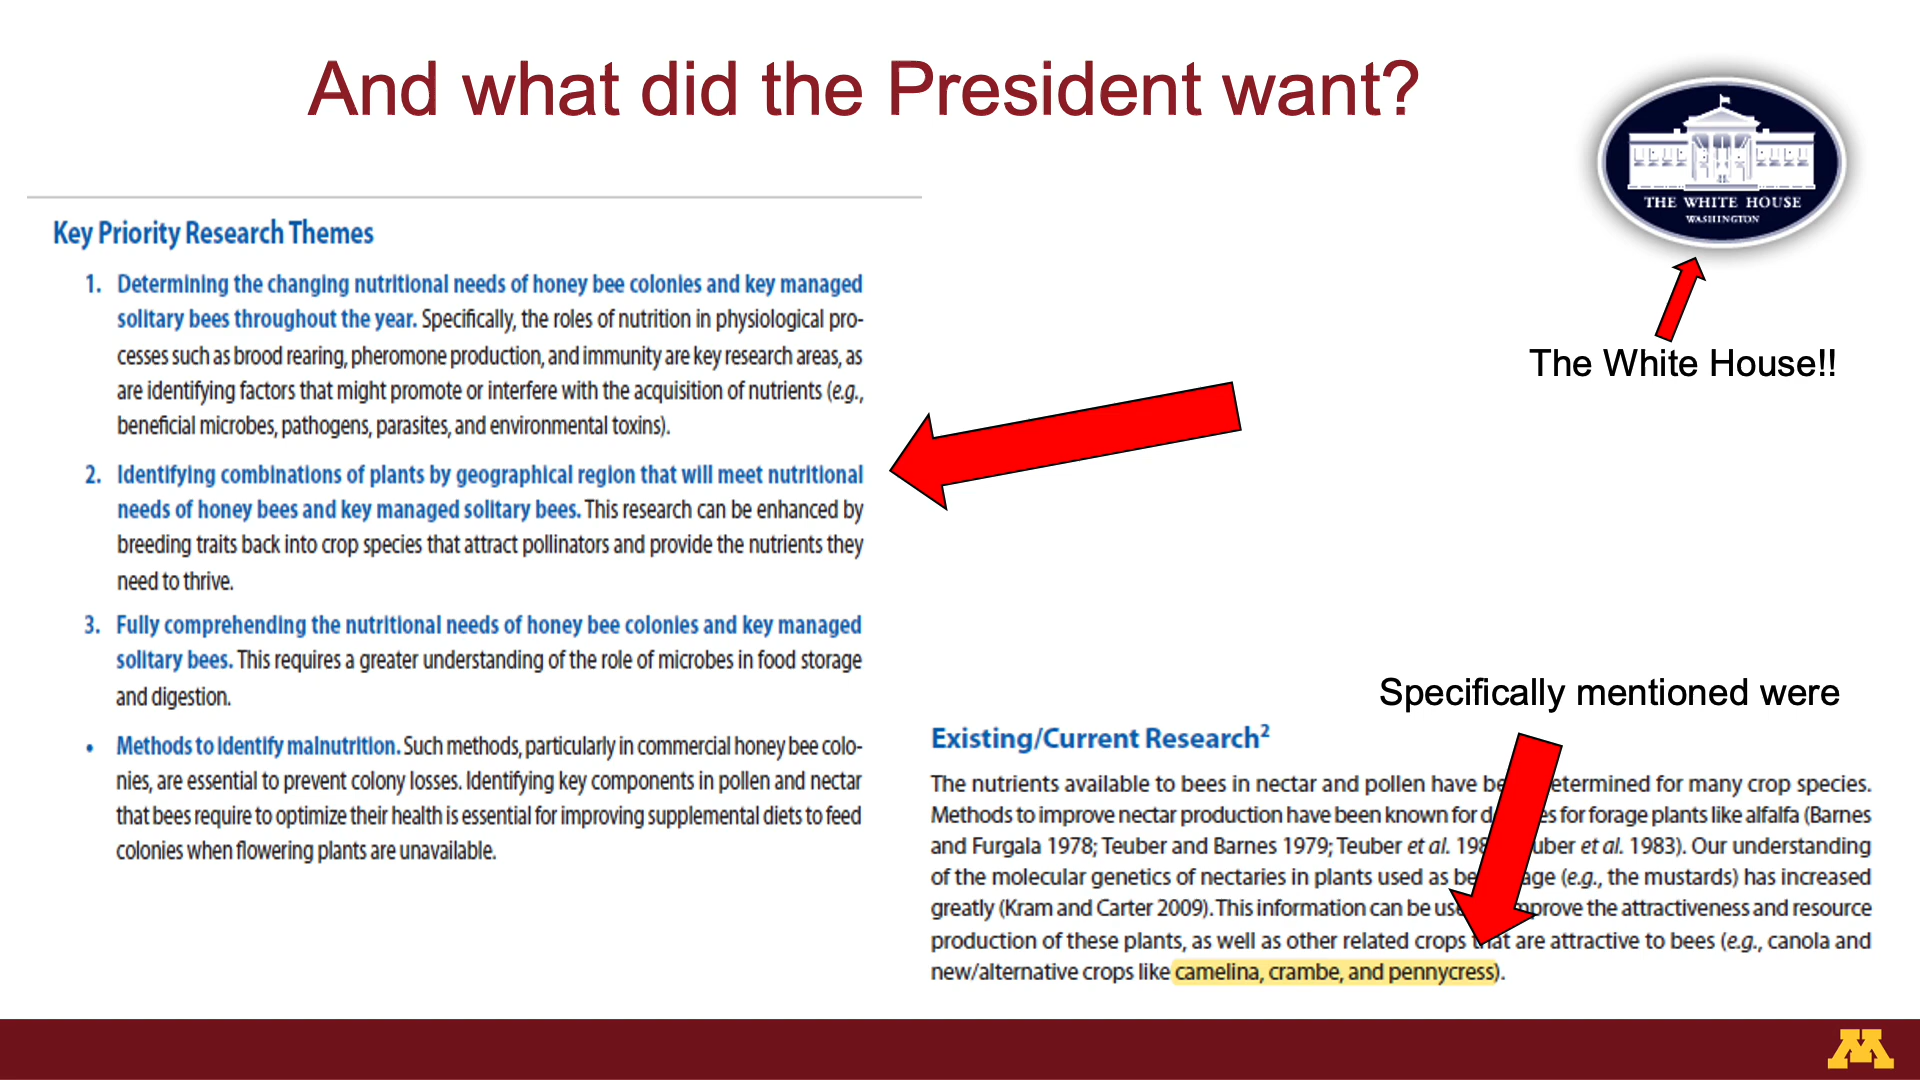 And what did the President want?
THE WHITE HOUSE
WASHINGTON
The White House!!
Key Priority Research Themes
1. Determining the changing nutritional needs of honey bee colonies and key managed
solitary bees throughout the year. Specifically, the roles of nutrition in physiological pro-
cesses such as brood rearing, pheromone production, and immunity are key research areas, as
are identifying factors that might promote or interfere with the acquisition of nutrients (e.g.,
beneficial microbes, pathogens, parasites, and environmental toxins).
2. Identifying combinations of plants by geographical region that will meet nutritional
needs of honey bees and key managed solitary bees. This research can be enhanced by
breeding traits back into crop species that attract pollinators and provide the nutrients they
need to thrive.
3. Fully comprehending the nutritional needs of honey bee colonies and key managed
solitary bees. This requires a greater understanding of the role of microbes in food storage
and digestion.
• Methods to identify malnutrition. Such methods, particularly in commercial honey bee colo-
nies, are essential to prevent colony losses. Identifying key components in pollen and nectar
that bees require to optimize their health is essential for improving supplemental diets to feed
colonies when flowering plants are unavailable.
Specifically mentioned were
Existing/Current Research2
The nutrients available to bees in nectar and pollen have etermined for many crop species.
Methods to improve nectar production have been known for es for forage plants like alfalfa (Barnes
and Furgala 1978; Teuber and Barnes 1979; Teuber et al. 198 uber et al. 1983). Our understanding
of the molecular genetics of nectaries in plants used as be age (e.g., the mustards) has increased
greatly (Kram and Carter 2009). This information can be prove the attractiveness and resource
production of these plants, as well as other related crops that are attractive to bees (e.g., canola and
new/alternative crops like camelina, crambe, and pennycress).
M